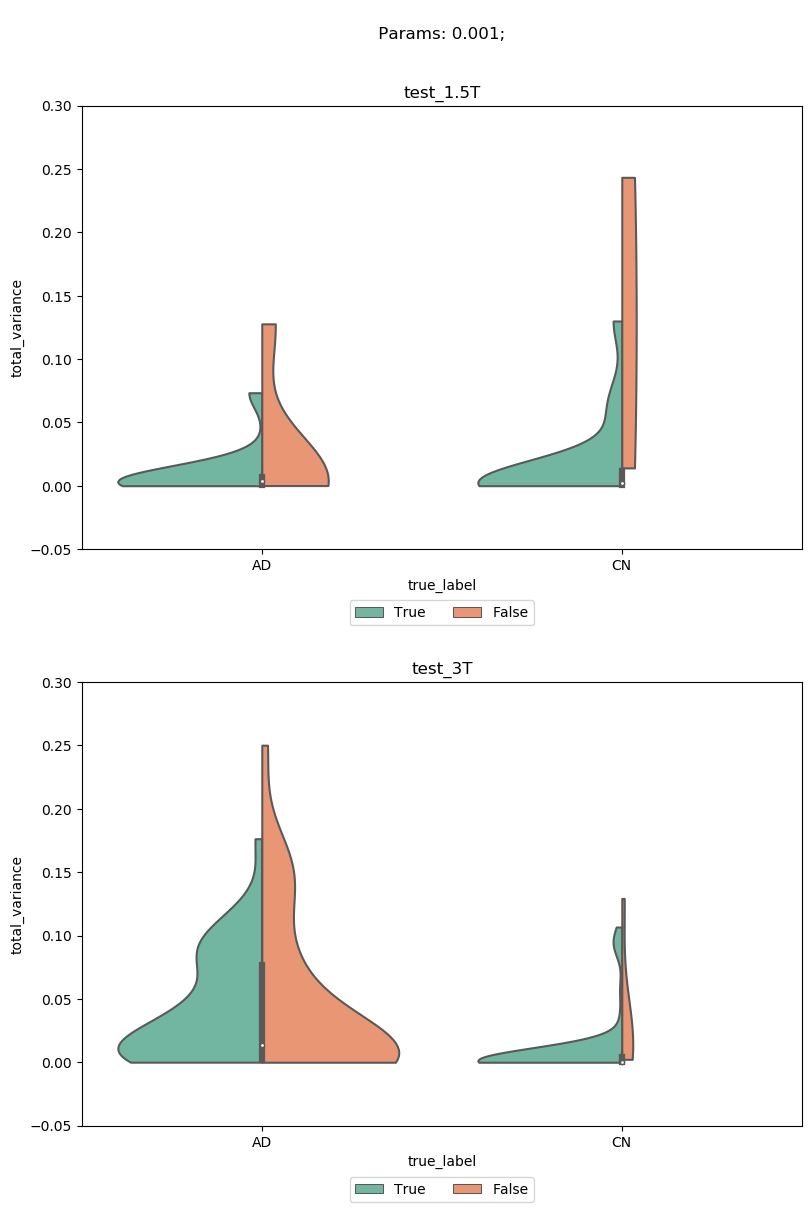 Params: 0.001;
test_1.5T
0.30
0.25
0.20
0.15
0.10
0.05
0.00
−0.05
total_variance
AD CN
true_label
True False
test_3T
0.30
0.25
0.20
0.15
0.10
0.05
0.00
−0.05
total_variance
AD CN
true_label
True False